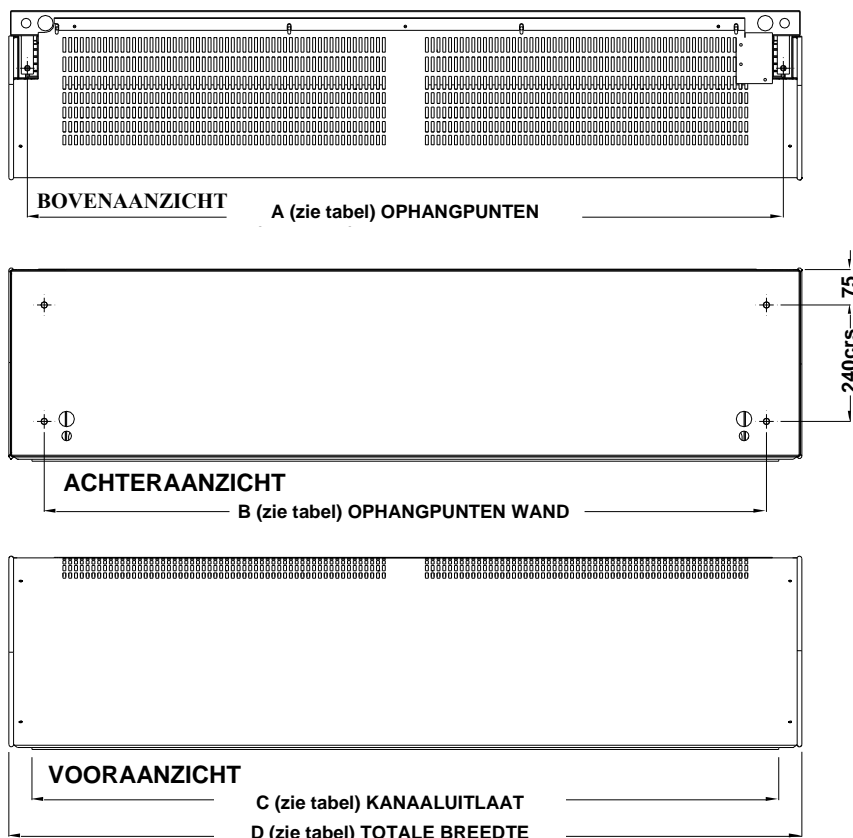 BOVENAANZICHT
A (zie tabel) OPHANGPUNTEN
75
240crs
ACHTERAANZICHT
B (zie tabel) OPHANGPUNTEN WAND
VOORAANZICHT
C (zie tabel) KANAALUITLAAT
D (zie tabel) TOTALE BREEDTE